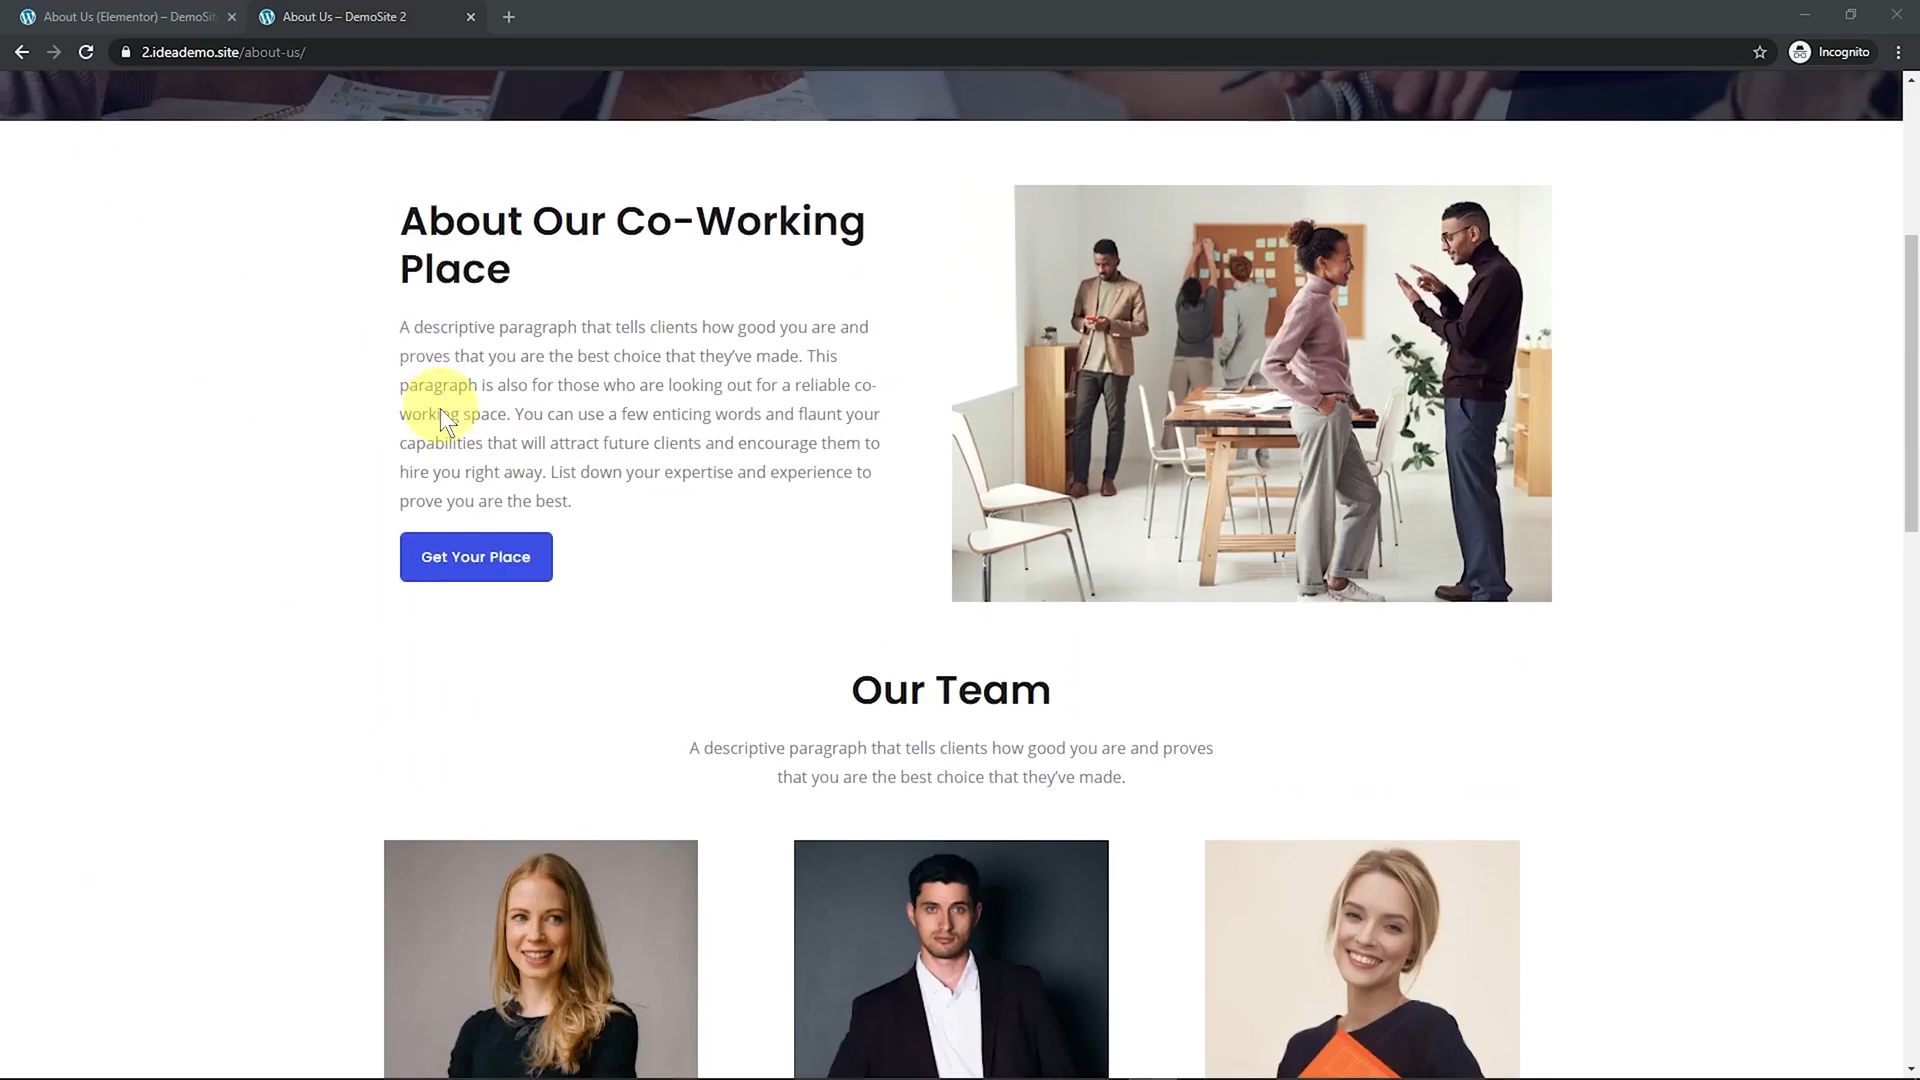 About Us (Elementor) – DemoSit
About Us – DemoSite 2
2.ideademo.site/about-us/
Incognito
About Our Co-Working
Place
A descriptive paragraph that tells clients how good you are and
proves that you are the best choice that they've made. This
paragraph is also for those who are looking out for a reliable co-
working space. You can use a few enticing words and flaunt your
capabilities that will attract future clients and encourage them to
hire you right away. List down your expertise and experience to
prove you are the best.
Get Your Place
Our Team
A descriptive paragraph that tells clients how good you are and proves
that you are the best choice that they've made.